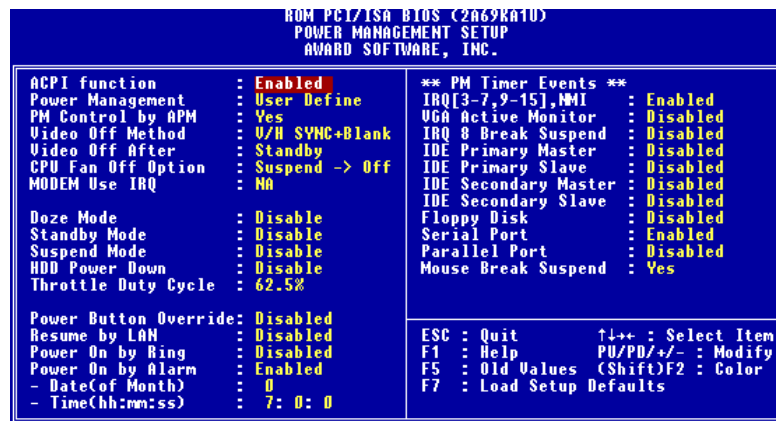 ROM PCI/ISA BIOS (2A69KA1U)
POWER MANAGEMENT SETUP
AWARD SOFTWARE, INC.
ACPI function : Enabled
Power Management : User Define
PM Control by APM : Yes
Video Off Method : V/H SYNC+Blank
Video Off After : Standby
CPU Fan Off Option : Suspend -> Off
MODEM Use IRQ : NA
Doze Mode : Disable
Standby Mode : Disable
Suspend Mode : Disable
HDD Power Down : Disable
Throttle Duty Cycle : 62.5%
Power Button Override: Disabled
Resume by LAN : Disabled
Power On by Ring : Disabled
Power On by Alarm : Enabled
- Date(of Month) : 0
- Time(hh:mm:ss) : 7: 0: 0
** PM Timer Events **
IRQ[3-7,9-15],NMI : Enabled
VGA Active Monitor : Disabled
IRQ 8 Break Suspend : Disabled
IDE Primary Master : Disabled
IDE Primary Slave : Disabled
IDE Secondary Master : Disabled
IDE Secondary Slave : Disabled
Floppy Disk : Disabled
Serial Port : Enabled
Parallel Port : Disabled
Mouse Break Suspend : Yes
ESC : Quit ↑↓→← : Select Item
F1 : Help PU/PD/+/- : Modify
F5 : Old Values (Shift)F2 : Color
F7 : Load Setup Defaults